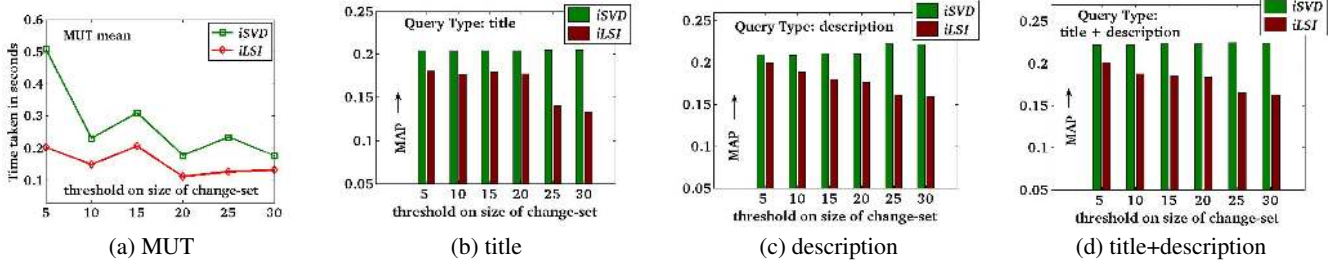 MUT mean
iSVD
iLSI
Time taken in seconds
0.6
0.5
0.4
0.3
0.2
0.1
threshold on size of change-set
5 10 15 20 25 30
(a) MUT
Query Type: title
iSVD
iLSI
MAP
0.25
0.2
0.15
0.1
0.05
5 10 15 20 25 30
threshold on size of change-set
(b) title
Query Type: description
iSVD
iLSI
MAP
0.25
0.2
0.15
0.1
0.05
5 10 15 20 25 30
threshold on size of change-set
(c) description
Query Type:
title + description
iSVD
iLSI
MAP
0.25
0.2
0.15
0.1
0.05
5 10 15 20 25 30
threshold on size of change-set
(d) title+description